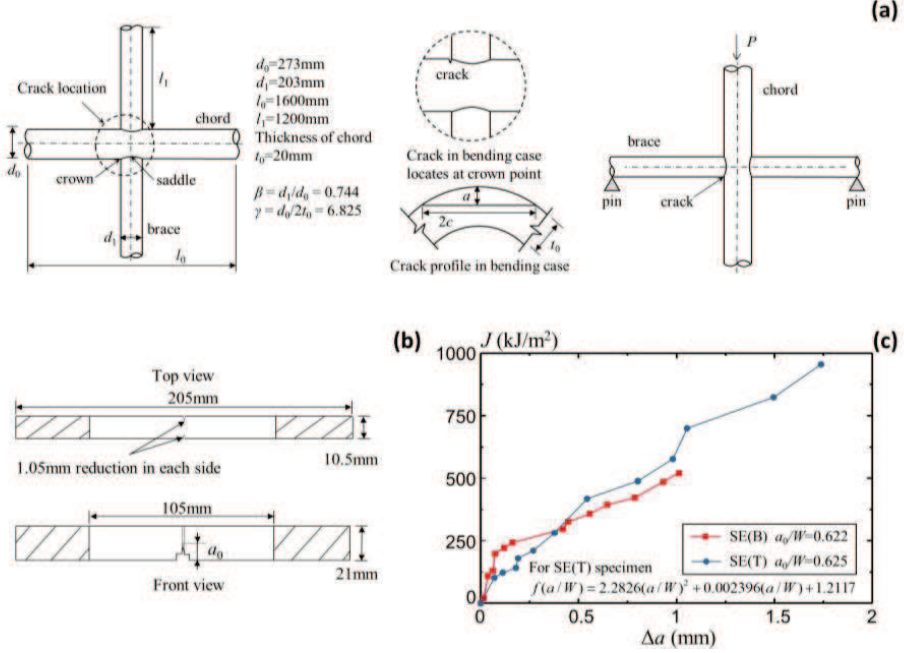 (a)
l₁
Crack location
chord
d₀
crown
saddle
d₁
brace
l₀
d₀=273mm
d₁=203mm
l₀=1600mm
l₁=1200mm
Thickness of chord
t₀=20mm
β = d₁/d₀ = 0.744
γ = d₀/2t₀ = 6.825
crack
Crack in bending case
locates at crown point
a
2c
t₀
Crack profile in bending case
P
chord
brace
crack
pin
pin
(b)
Top view
205mm
1.05mm reduction in each side
10.5mm
105mm
a₀
21mm
Front view
(c)
J (kJ/m²)
1000
750
500
250
0
SE(B) a₀/W=0.622
SE(T) a₀/W=0.625
For SE(T) specimen
f(a/W) = 2.2826(a/W)² + 0.002396(a/W) + 1.2117
0
0.5
1
1.5
2
Δa (mm)